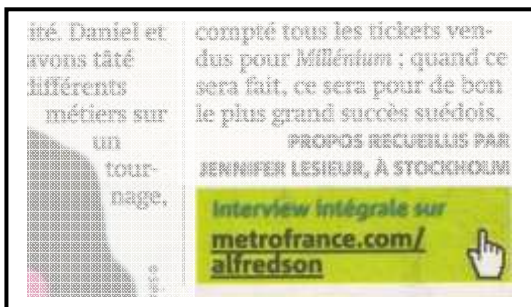 ité. Daniel et
avons tâté
différents
métiers sur
un
tour-
nage,
compté tous les tickets ven-
dus pour Millénium ; quand ce
sera fait, ce sera pour de bon
le plus grand succès suédois.
PROPOS RECUEILLIS PAR
JENNIFER LESIEUR, À STOCKHOLM
Interview intégrale sur
metrofrance.com/
alfredson